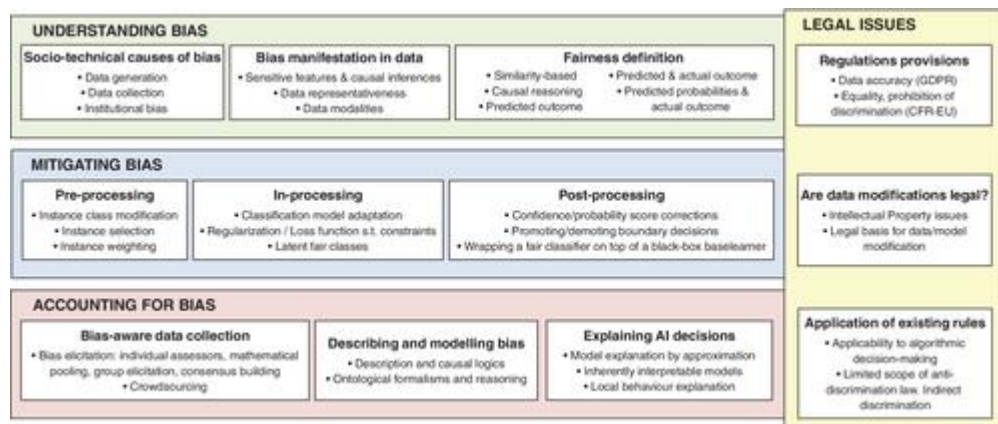 UNDERSTANDING BIAS
Socio-technical causes of bias
• Data generation
• Data collection
• Institutional bias
Bias manifestation in data
• Sensitive features & causal inferences
• Data representativeness
• Data modalities
Fairness definition
• Similarity-based
• Causal reasoning
• Predicted outcome
• Predicted & actual outcome
• Predicted probabilities &
actual outcome
MITIGATING BIAS
Pre-processing
• Instance class modification
• Instance selection
• Instance weighting
In-processing
• Classification model adaptation
• Regularization / Loss function s.t. constraints
• Latent fair classes
Post-processing
• Confidence/probability score corrections
• Promoting/demoting boundary decisions
• Wrapping a fair classifier on top of a black-box baselearner
ACCOUNTING FOR BIAS
Bias-aware data collection
• Bias elicitation: individual assessors, mathematical
pooling, group elicitation, consensus building
• Crowdsourcing
Describing and modelling bias
• Description and causal logics
• Ontological formalisms and reasoning
Explaining AI decisions
• Model explanation by approximation
• Inherently interpretable models
• Local behaviour explanation
LEGAL ISSUES
Regulations provisions
• Data accuracy (GDPR)
• Equality, prohibition of
discrimination (CFR-EU)
Are data modifications legal?
• Intellectual Property issues
• Legal basis for data/model
modification
Application of existing rules
• Applicability to algorithmic
decision-making
• Limited scope of anti-
discrimination law. Indirect
discrimination